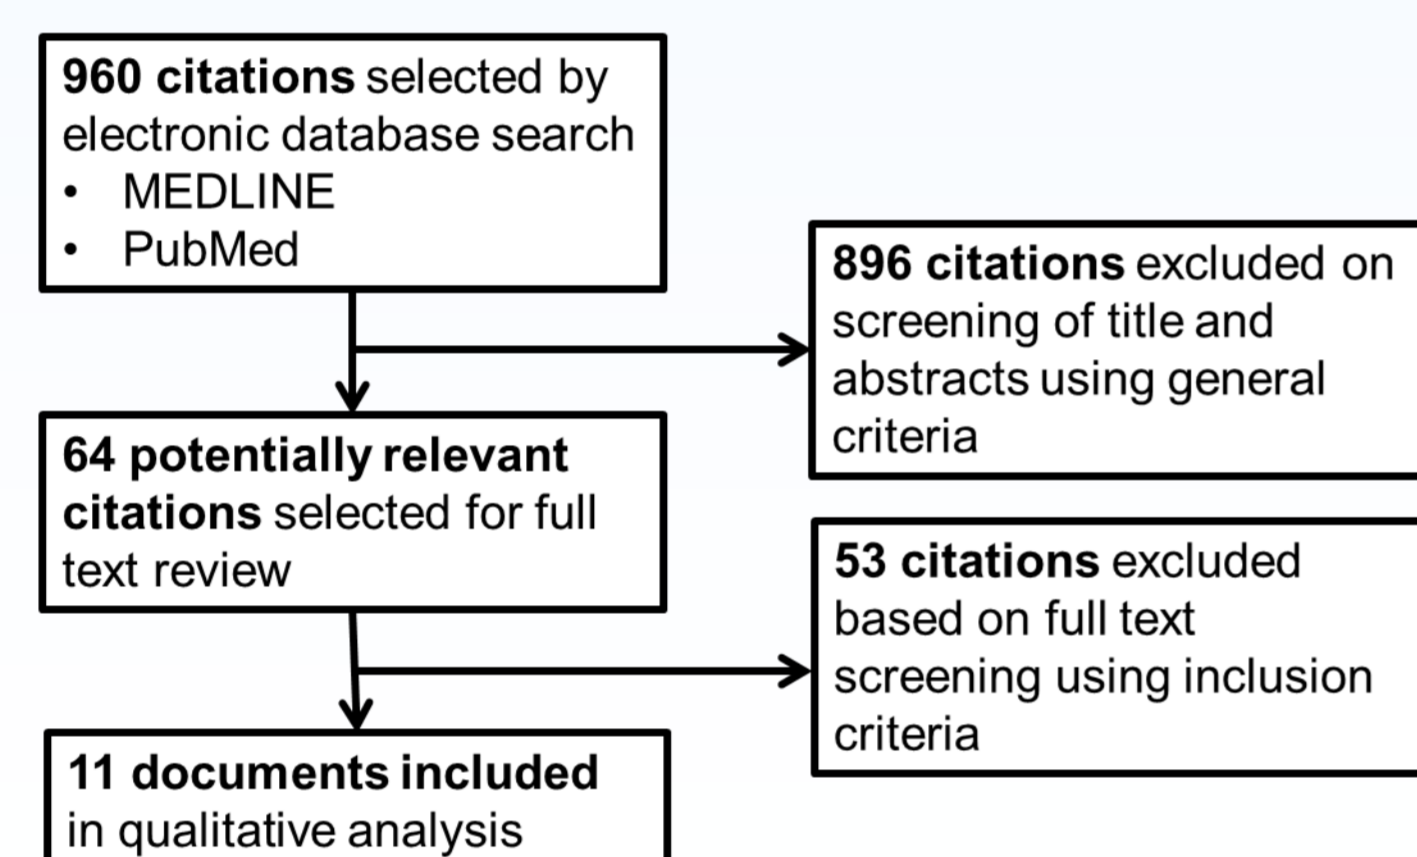 960 citations selected by
electronic database search
• MEDLINE
• PubMed
896 citations excluded on
screening of title and
abstracts using general
criteria
64 potentially relevant
citations selected for full
text review
53 citations excluded
based on full text
screening using inclusion
criteria
11 documents included
in qualitative analysis